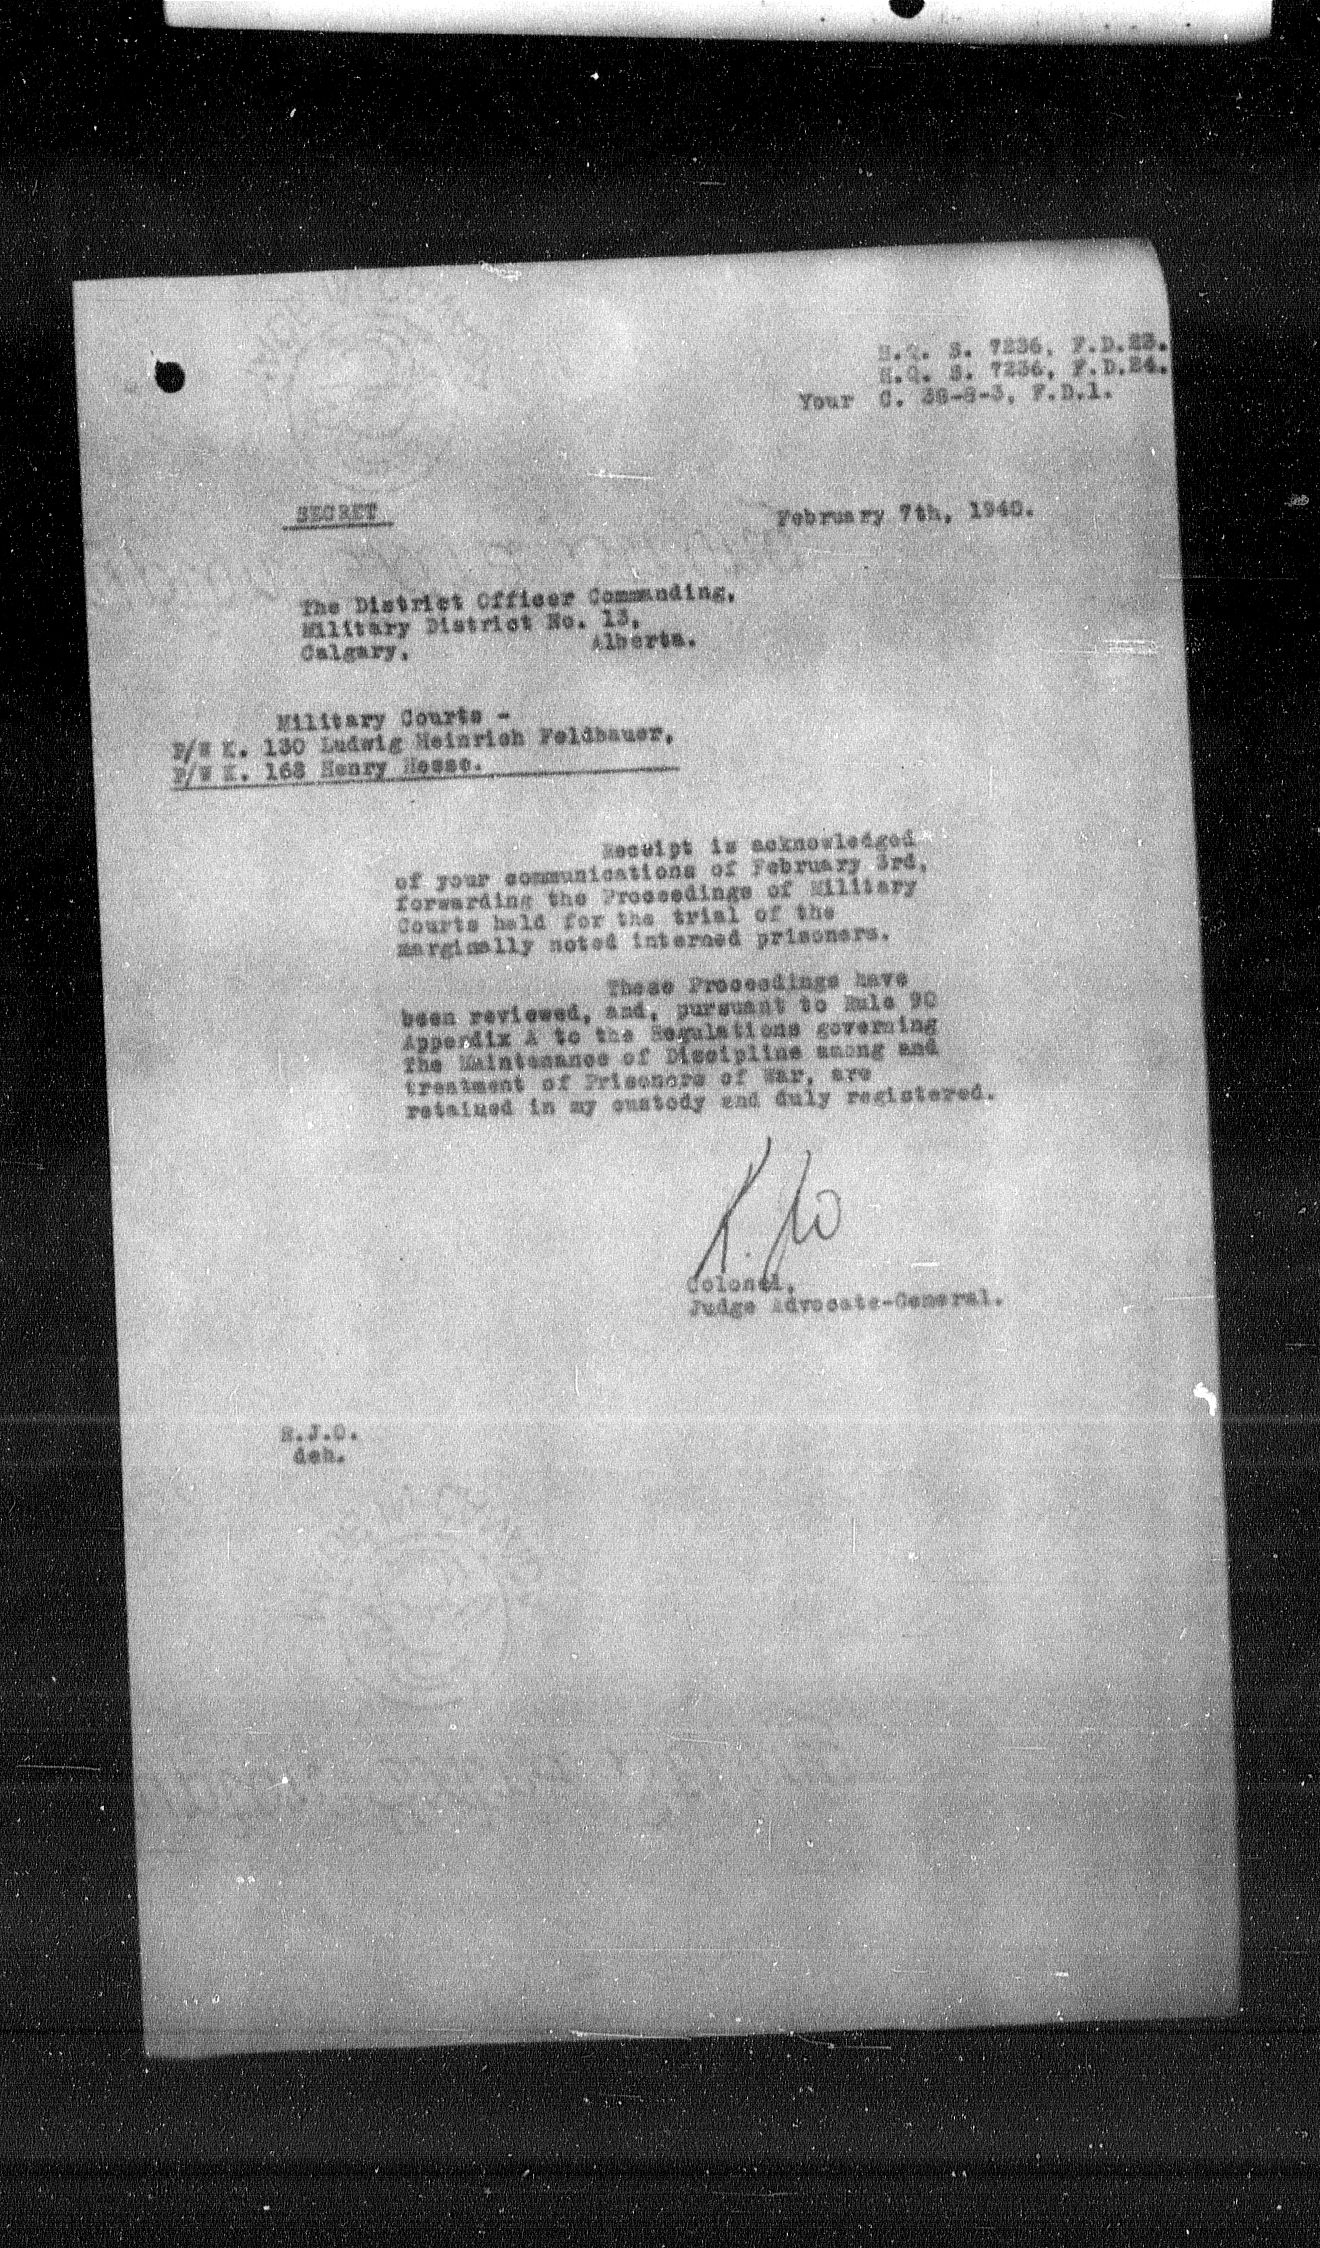 H.Q. S. 7236, F.D.23.
H.Q. S. 7236, F.D.24.
Your C. 38-8-3, F.D.1.
SECRET
February 7th, 1940.
The District Officer Commanding,
Military District No. 13,
Calgary, Alberta.
Military Courts -
P/W K. 130 Ludwig Heinrich Feldbauer,
P/W K. 168 Henry Hesse.
Receipt is acknowledged
of your communications of February 3rd,
forwarding the Proceedings of Military
Courts held for the trial of the
marginally noted interned prisoners.
These Proceedings have
been reviewed, and, pursuant to Rule 90
Appendix A to the Regulations governing
The Maintenance of Discipline among and
treatment of Prisoners of War, are
retained in my custody and duly registered.
Colonel,
Judge Advocate-General.
R.J.O.
deh.